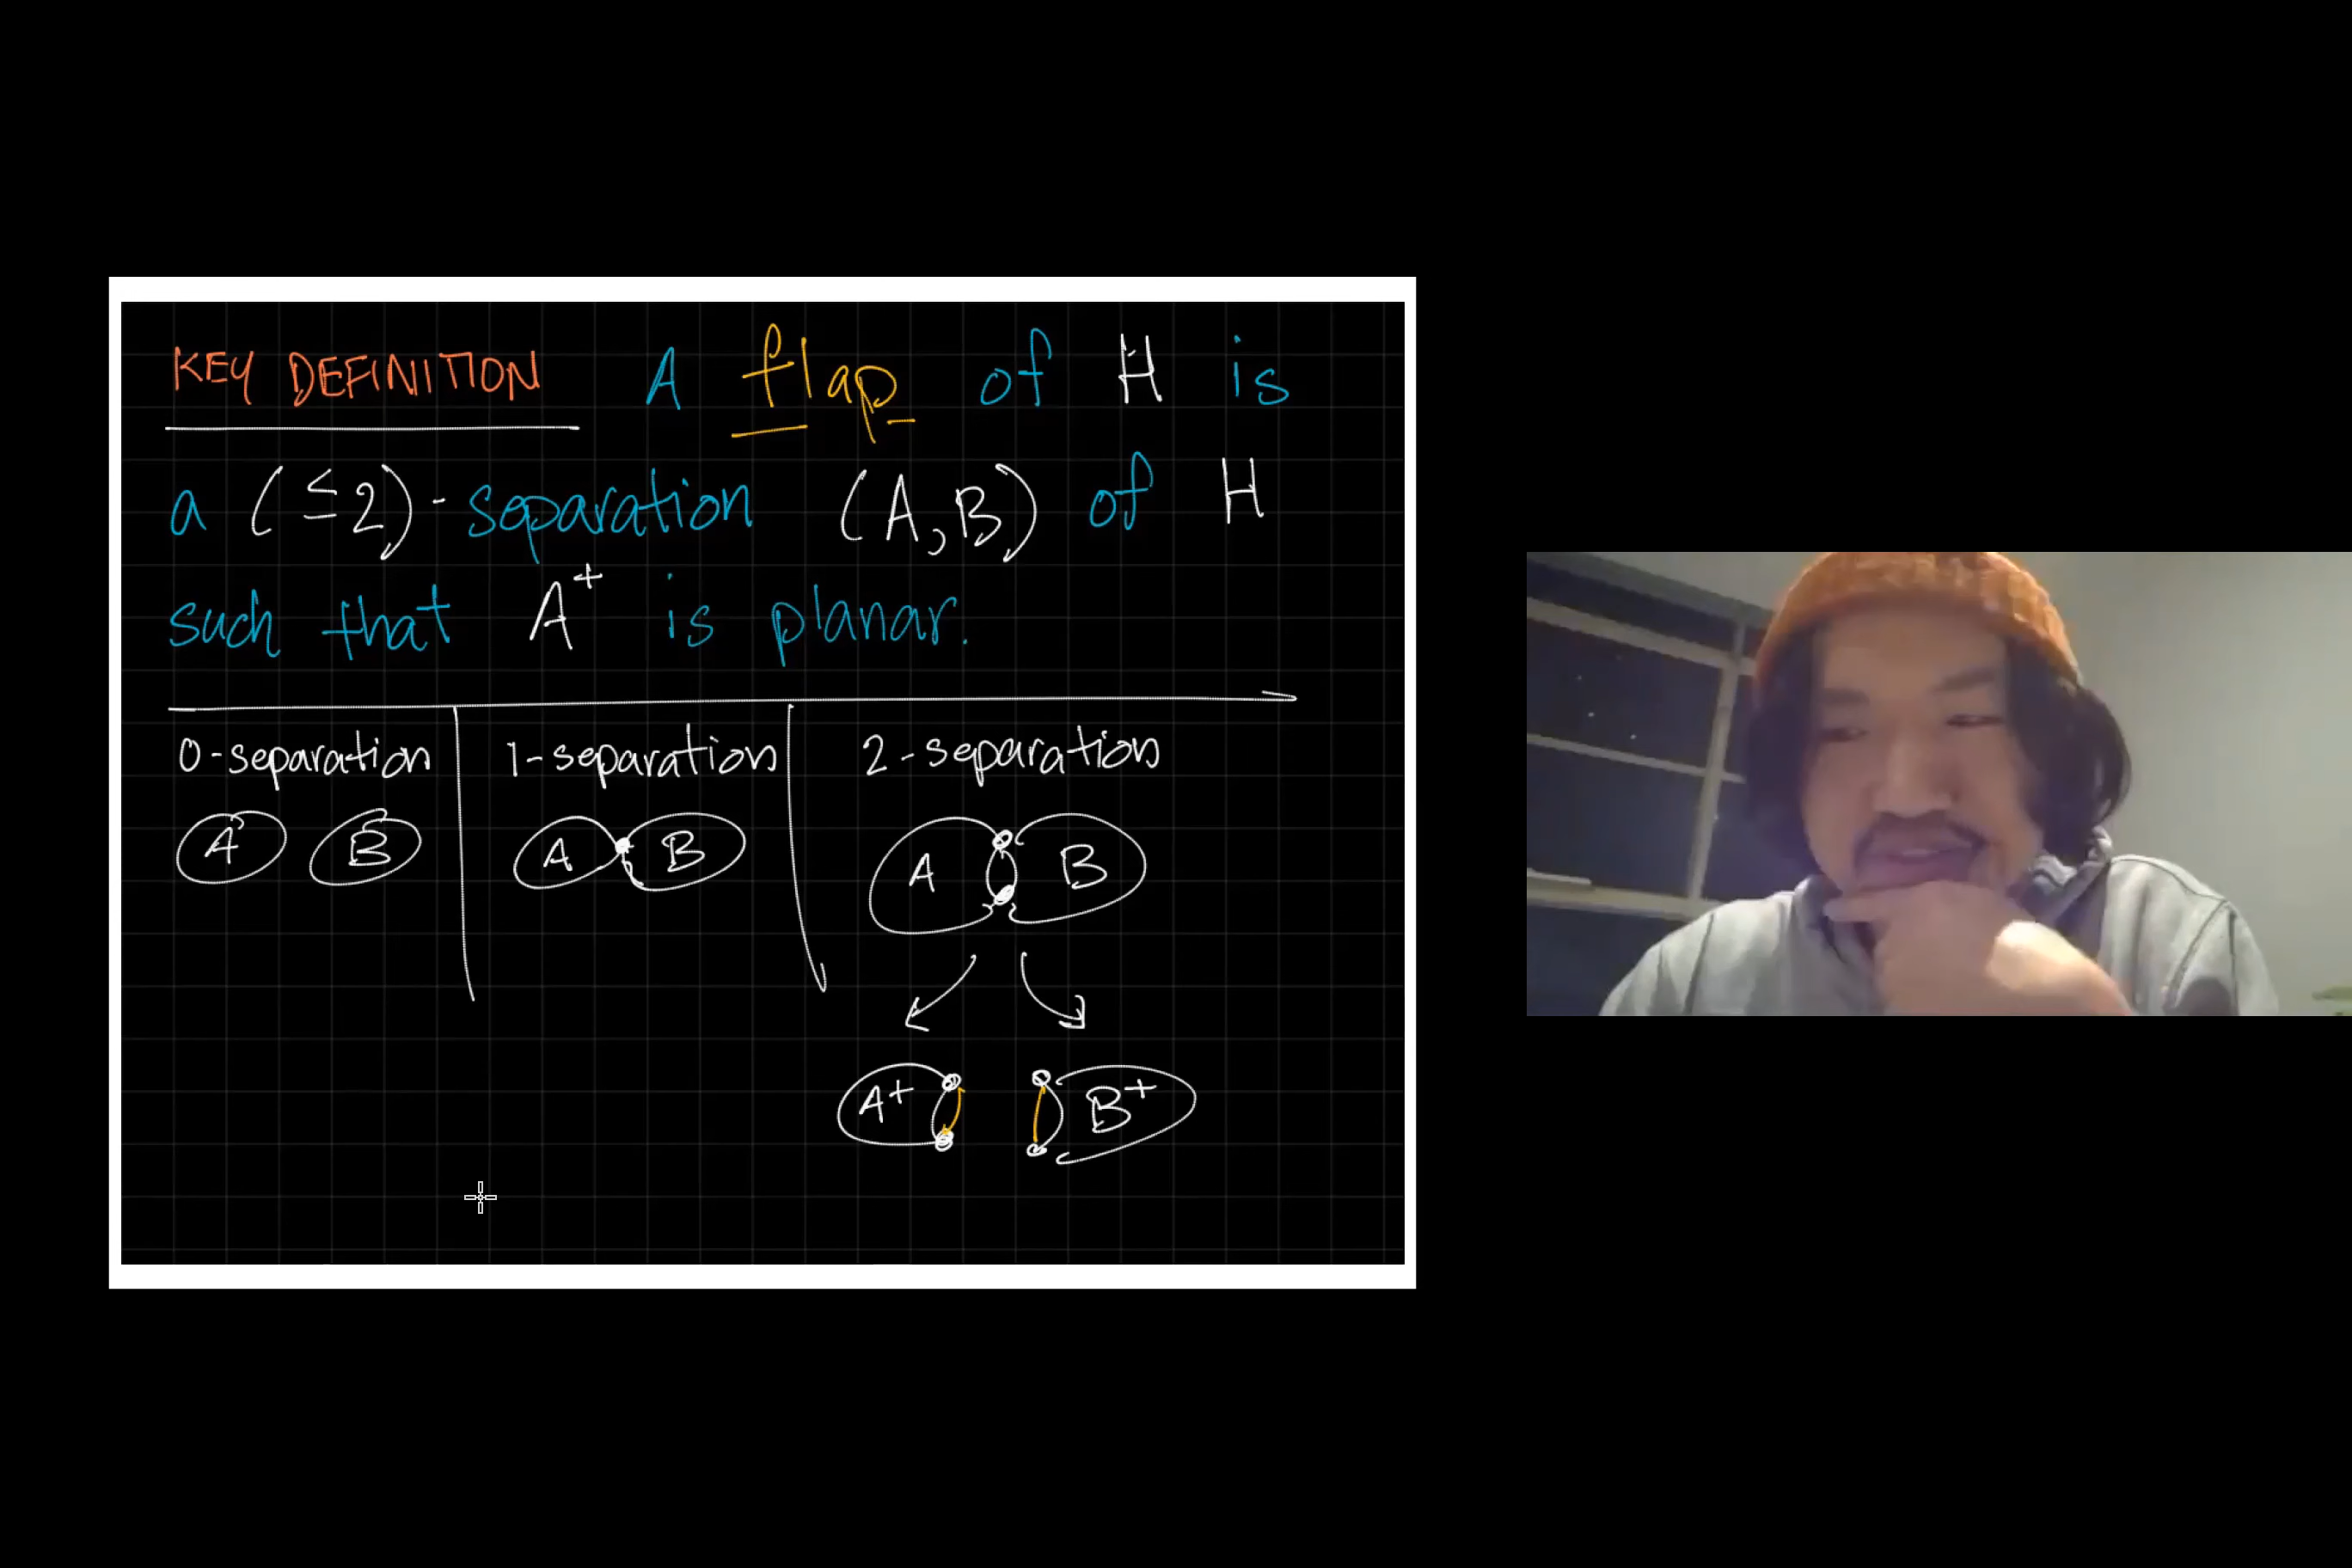 KEY DEFINITION A flap of H is
a (≤2)-separation (A,B) of H
such that A⁺ is planar.
0-separation 1-separation 2-separation
A B A B A B
A+ B+